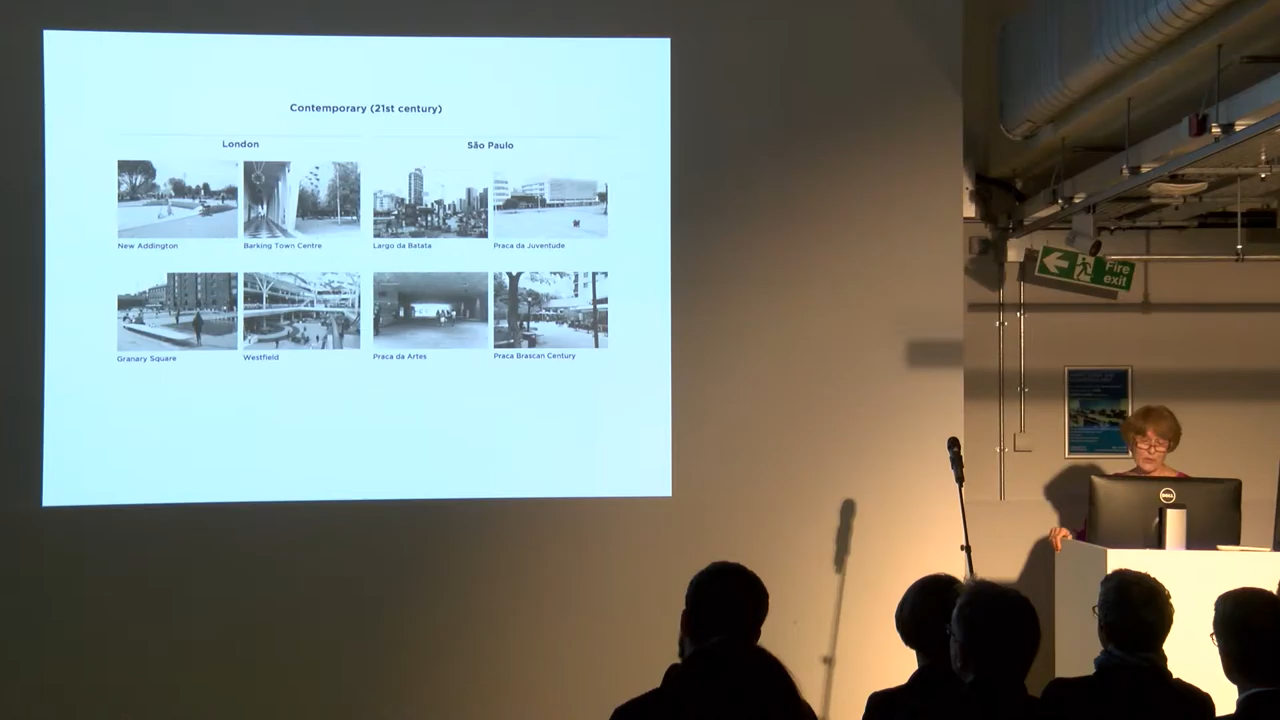 Contemporary (21st century)
London
São Paulo
New Addington
Barking Town Centre
Largo da Batata
Praca da Juventude
Granary Square
Westfield
Praca da Artes
Praca Brascan Century
Fire
exit
DELL